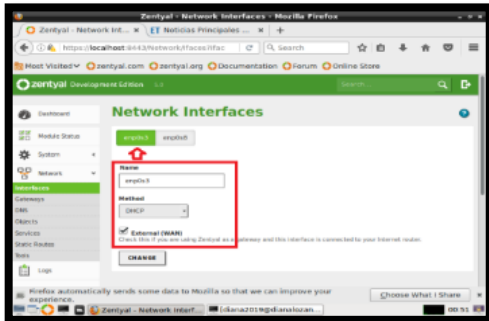 Zentyal - Network Interfaces - Mozilla Firefox
Zentyal - Network Int... × ET Noticias Principales ... × +
https://localhost:8443/Network/Ifaces?iface Search
Most Visited zentyal.com zentyal.org Documentation Forum Online Store
zentyal Development Edition Search...
Dashboard
Module Status
System
Network
Interfaces
Gateways
DNS
Objects
Services
Static Routes
Tools
Logs
Network Interfaces
enp0s3 enp0s8
Name
enp0s3
Method
DHCP
External (WAN)
Check this if you are using Zentyal as a gateway and this interface is connected to your Internet router.
CHANGE
Firefox automatically sends some data to Mozilla so that we can improve your experience.
Choose What I Share
Zentyal - Network Interf... [diana2019@dianalozan... 00:51